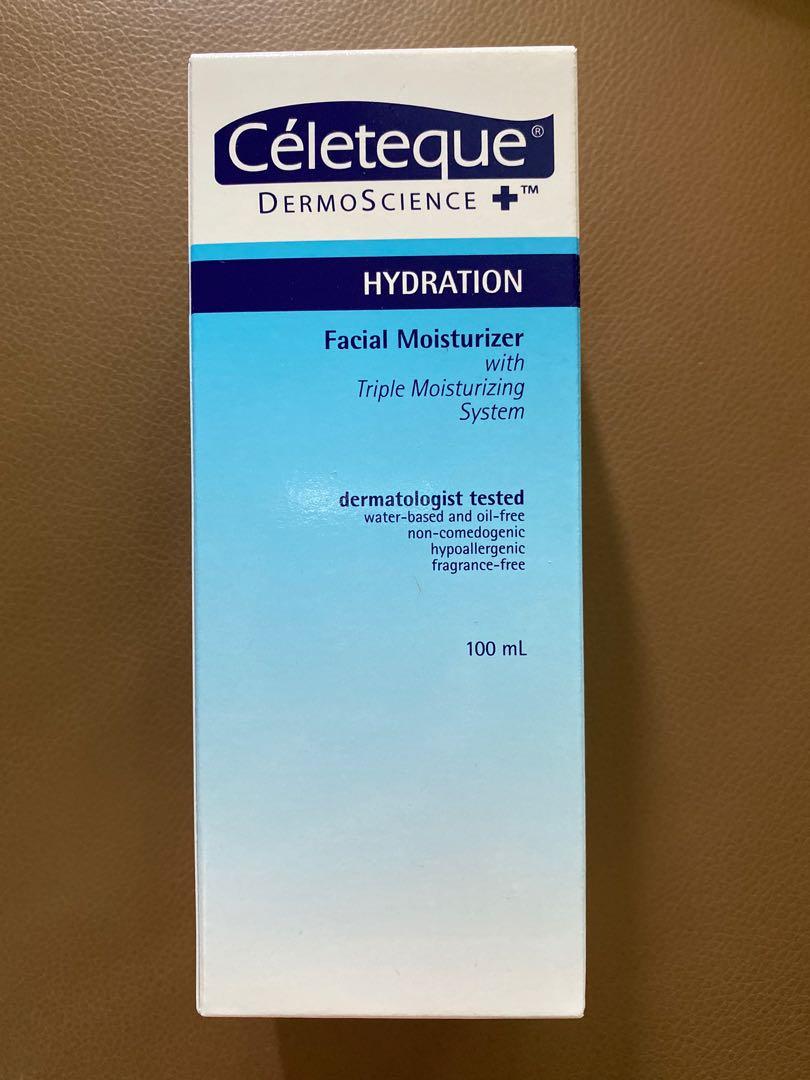 Céleteque®
DERMOSCIENCE +™
HYDRATION
Facial Moisturizer
with
Triple Moisturizing
System
dermatologist tested
water-based and oil-free
non-comedogenic
hypoallergenic
fragrance-free
100 mL